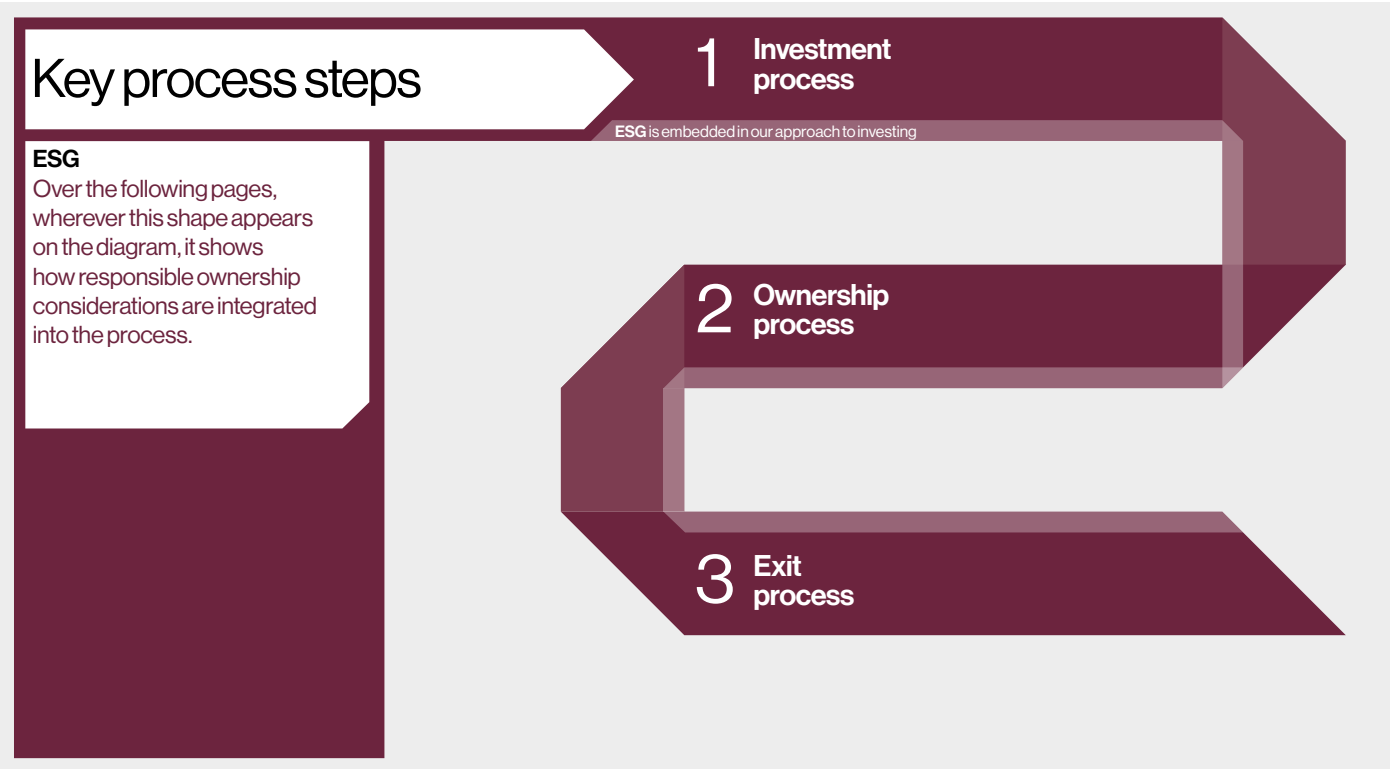 Key process steps
1
Investment
process
ESG is embedded in our approach to investing
ESG
Over the following pages,
wherever this shape appears
on the diagram, it shows
how responsible ownership
considerations are integrated
into the process.
2
Ownership
process
3
Exit
process